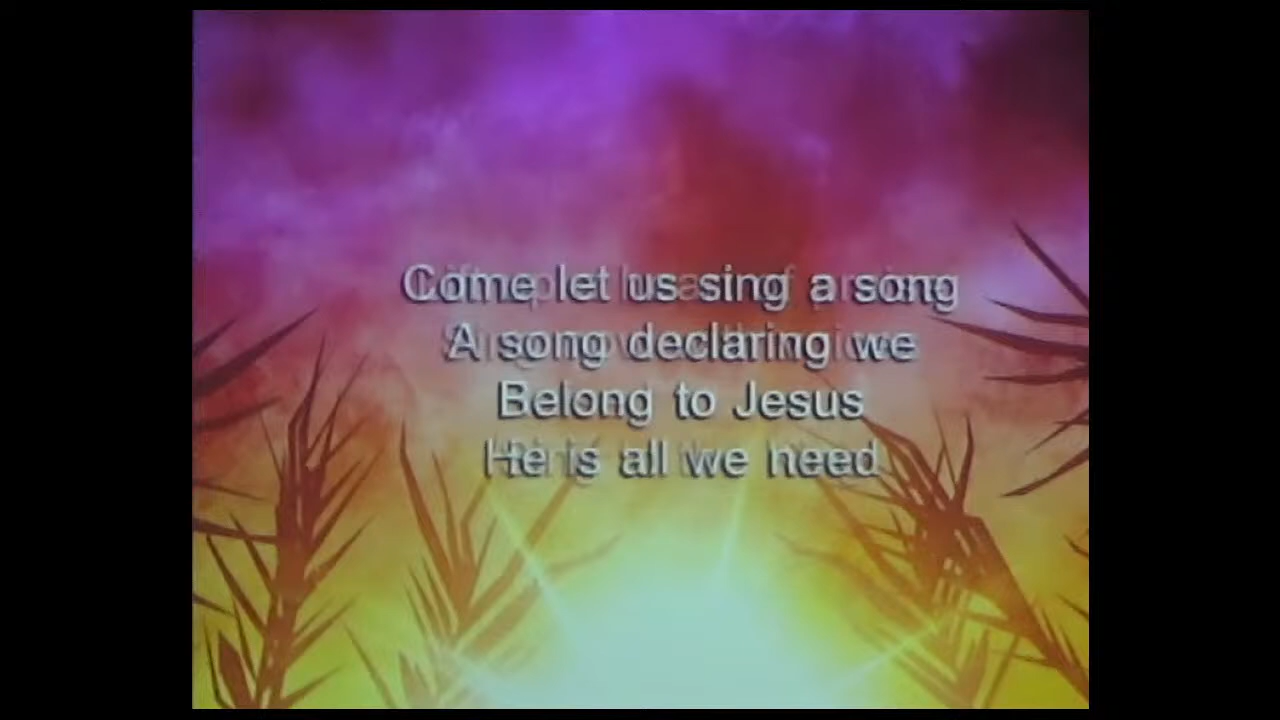 Come let us sing a song
A song declaring we
Belong to Jesus
He is all we need